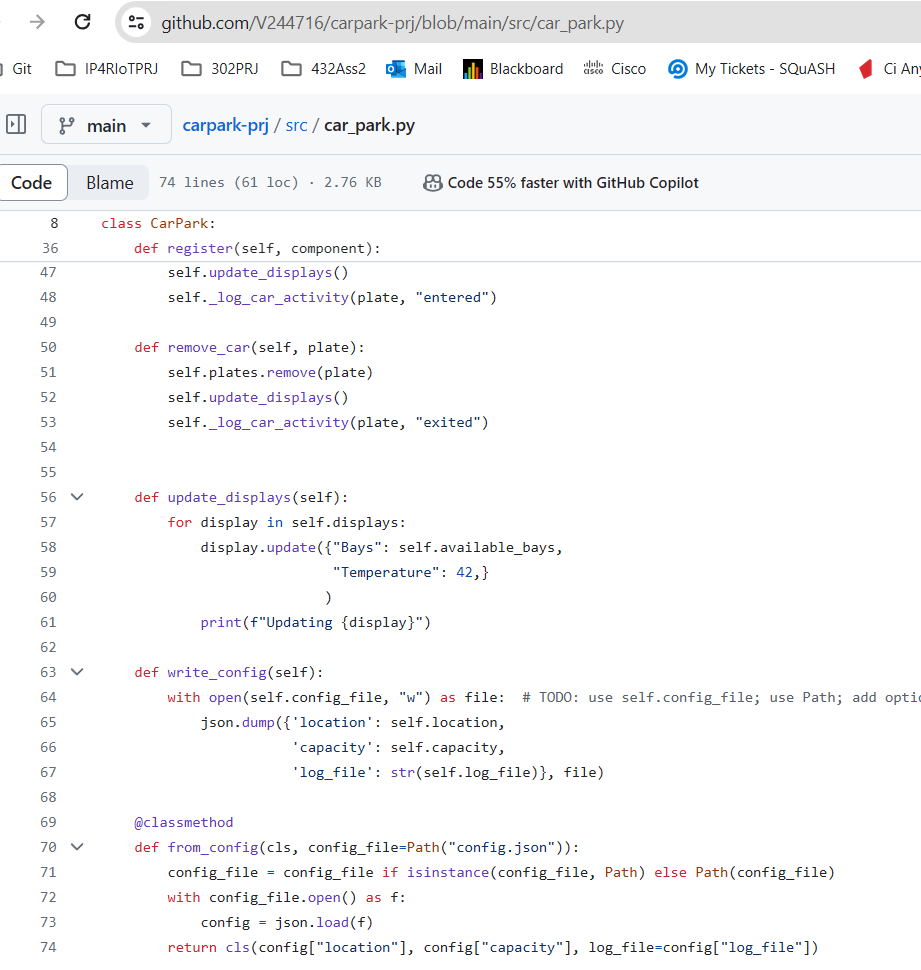 github.com/V244716/carpark-prj/blob/main/src/car_park.py
Git IP4RIoTPRJ 302PRJ 432Ass2 Mail Blackboard cisco Cisco My Tickets - SQuASH Ci Any
main carpark-prj / src / car_park.py
Code Blame 74 lines (61 loc) · 2.76 KB Code 55% faster with GitHub Copilot
8 class CarPark:
36 def register(self, component):
47 self.update_displays()
48 self._log_car_activity(plate, "entered")
49
50 def remove_car(self, plate):
51 self.plates.remove(plate)
52 self.update_displays()
53 self._log_car_activity(plate, "exited")
54
55
56 def update_displays(self):
57 for display in self.displays:
58 display.update({"Bays": self.available_bays,
59 "Temperature": 42,}
60 )
61 print(f"Updating {display}")
62
63 def write_config(self):
64 with open(self.config_file, "w") as file: # TODO: use self.config_file; use Path; add optio
65 json.dump({'location': self.location,
66 'capacity': self.capacity,
67 'log_file': str(self.log_file)}, file)
68
69 @classmethod
70 def from_config(cls, config_file=Path("config.json")):
71 config_file = config_file if isinstance(config_file, Path) else Path(config_file)
72 with config_file.open() as f:
73 config = json.load(f)
74 return cls(config["location"], config["capacity"], log_file=config["log_file"])